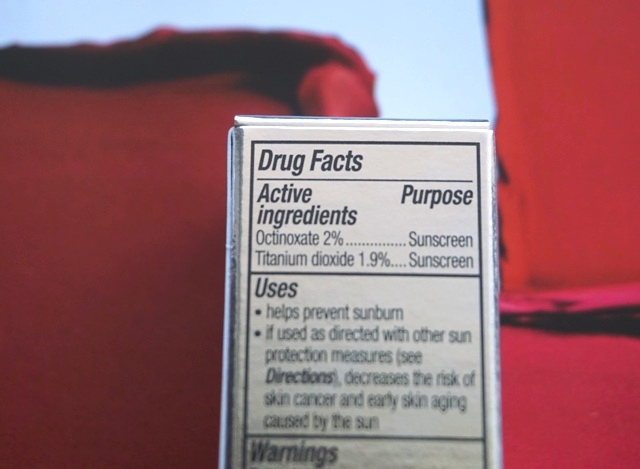 Drug Facts
Active Purpose
ingredients
Octinoxate 2%............... Sunscreen
Titanium dioxide 1.9%.... Sunscreen
Uses
• helps prevent sunburn
• if used as directed with other sun
protection measures (see
Directions), decreases the risk of
skin cancer and early skin aging
caused by the sun
Warnings